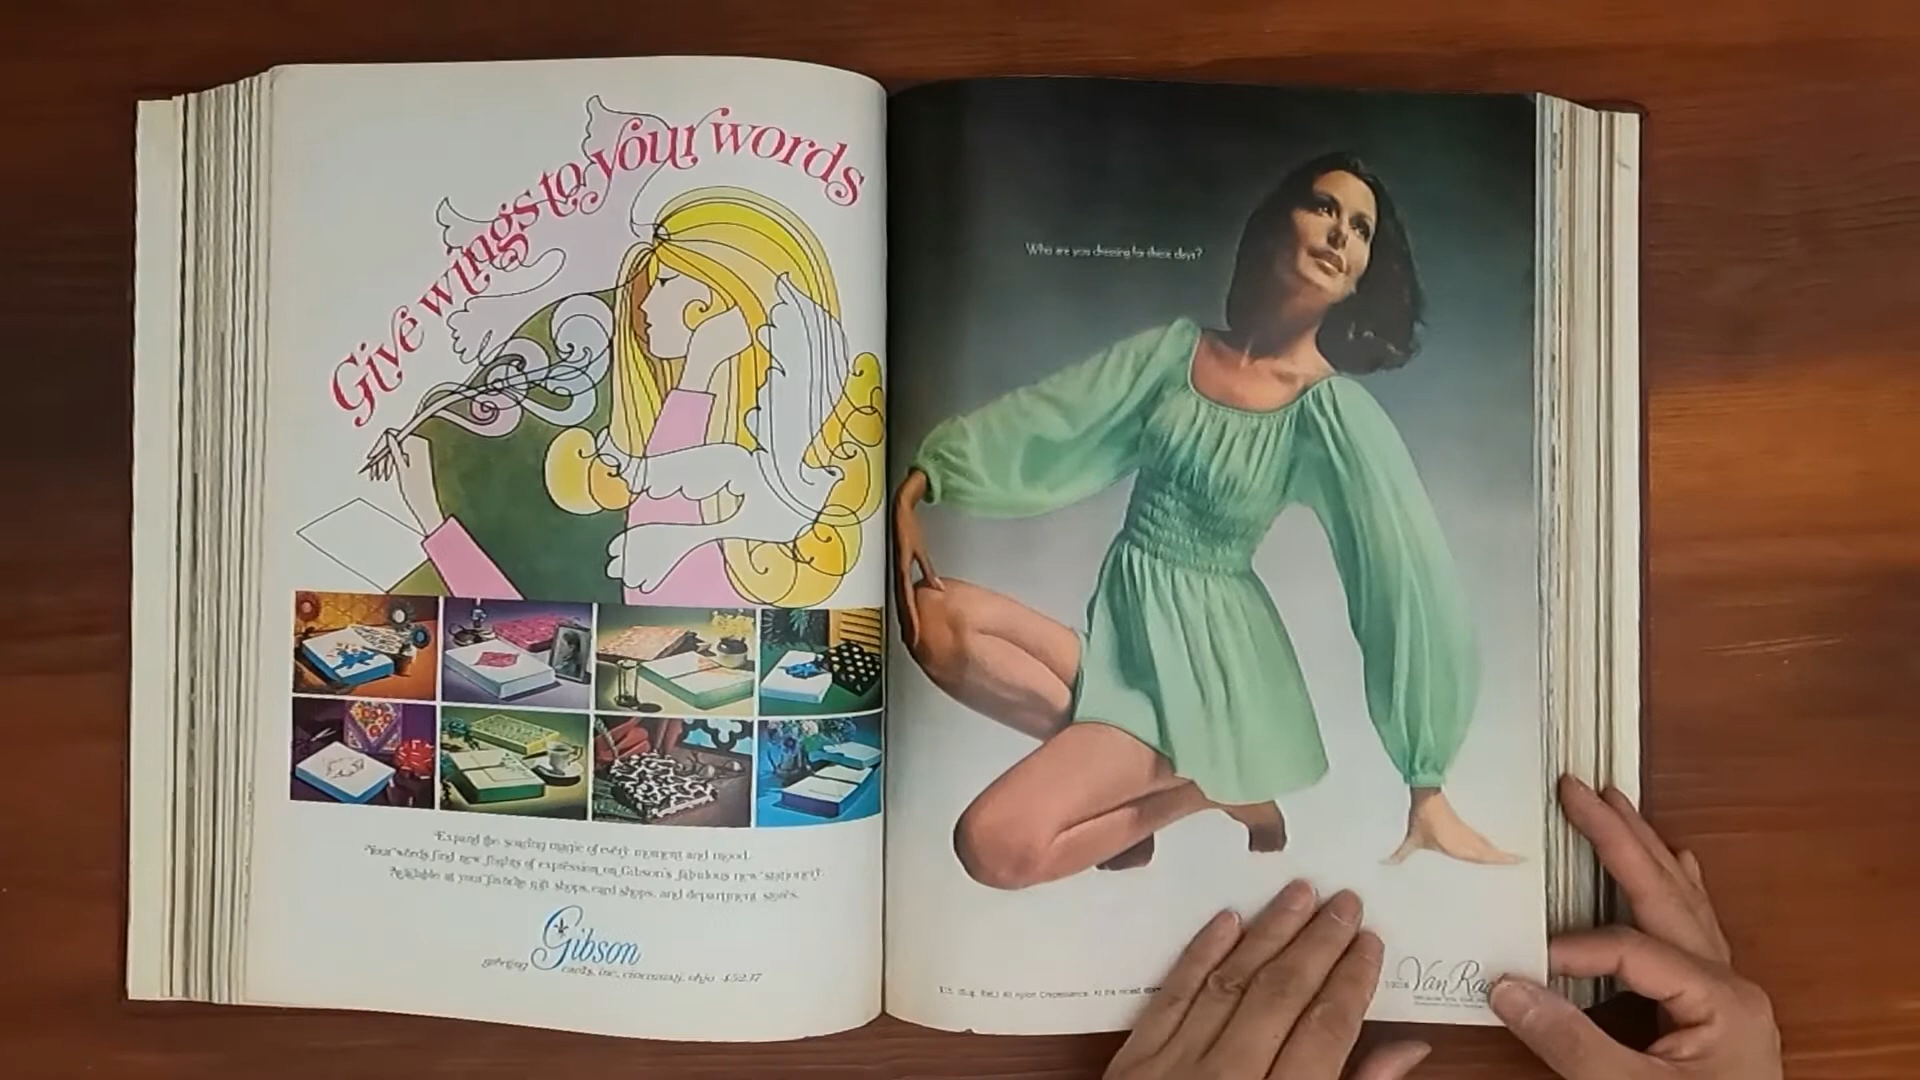 Give wings to your words
Expand the soaring magic of every moment and mood.
Your words find new flights of expression on Gibson's fabulous new stationery.
Available at your favorite gift shops, card shops, and department stores.
Gibson
greeting cards, inc., cincinnati, ohio 45237
Who are you dressing for these days?
Van Raa